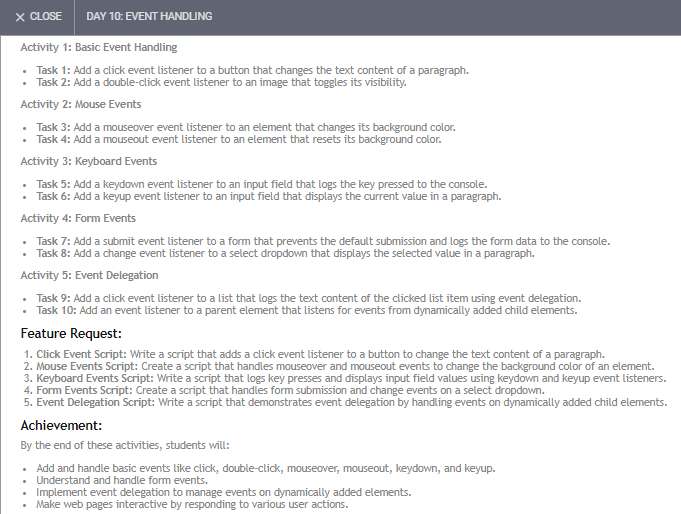 CLOSE DAY 10: EVENT HANDLING
Activity 1: Basic Event Handling
• Task 1: Add a click event listener to a button that changes the text content of a paragraph.
• Task 2: Add a double-click event listener to an image that toggles its visibility.
Activity 2: Mouse Events
• Task 3: Add a mouseover event listener to an element that changes its background color.
• Task 4: Add a mouseout event listener to an element that resets its background color.
Activity 3: Keyboard Events
• Task 5: Add a keydown event listener to an input field that logs the key pressed to the console.
• Task 6: Add a keyup event listener to an input field that displays the current value in a paragraph.
Activity 4: Form Events
• Task 7: Add a submit event listener to a form that prevents the default submission and logs the form data to the console.
• Task 8: Add a change event listener to a select dropdown that displays the selected value in a paragraph.
Activity 5: Event Delegation
• Task 9: Add a click event listener to a list that logs the text content of the clicked list item using event delegation.
• Task 10: Add an event listener to a parent element that listens for events from dynamically added child elements.
Feature Request:
1. Click Event Script: Write a script that adds a click event listener to a button to change the text content of a paragraph.
2. Mouse Events Script: Create a script that handles mouseover and mouseout events to change the background color of an element.
3. Keyboard Events Script: Write a script that logs key presses and displays input field values using keydown and keyup event listeners.
4. Form Events Script: Create a script that handles form submission and change events on a select dropdown.
5. Event Delegation Script: Write a script that demonstrates event delegation by handling events on dynamically added child elements.
Achievement:
By the end of these activities, students will:
• Add and handle basic events like click, double-click, mouseover, mouseout, keydown, and keyup.
• Understand and handle form events.
• Implement event delegation to manage events on dynamically added elements.
• Make web pages interactive by responding to various user actions.